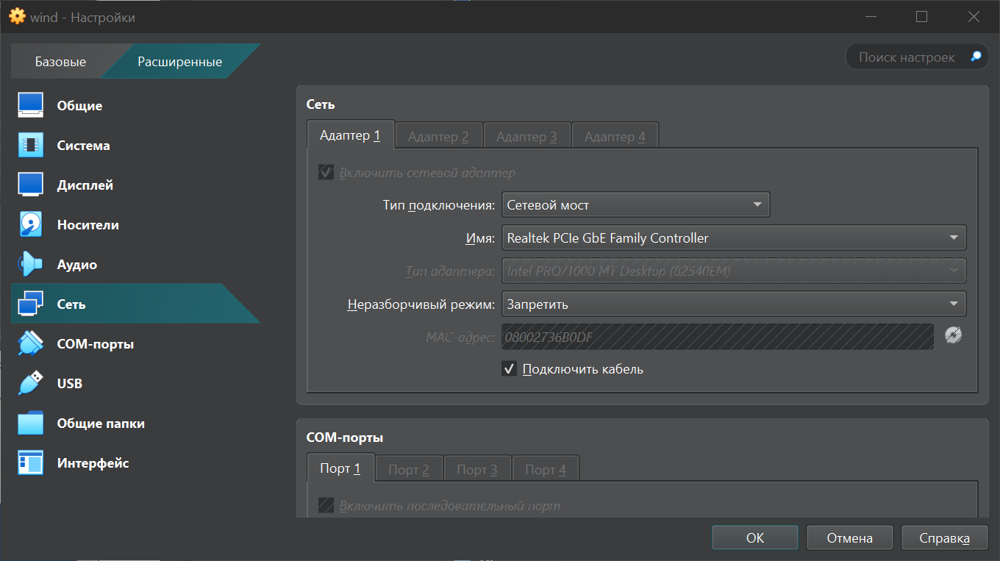 wind - Настройки
Базовые
Расширенные
Поиск настроек
Общие
Система
Дисплей
Носители
Аудио
Сеть
COM-порты
USB
Общие папки
Интерфейс
Сеть
Адаптер 1
Адаптер 2
Адаптер 3
Адаптер 4
Включить сетевой адаптер
Тип подключения: Сетевой мост
Имя: Realtek PCIe GbE Family Controller
Тип адаптера: Intel PRO/1000 MT Desktop (82540EM)
Неразборчивый режим: Запретить
MAC-адрес: 08002736B0DF
Подключить кабель
COM-порты
Порт 1
Порт 2
Порт 3
Порт 4
Включить последовательный порт
OK
Отмена
Справка